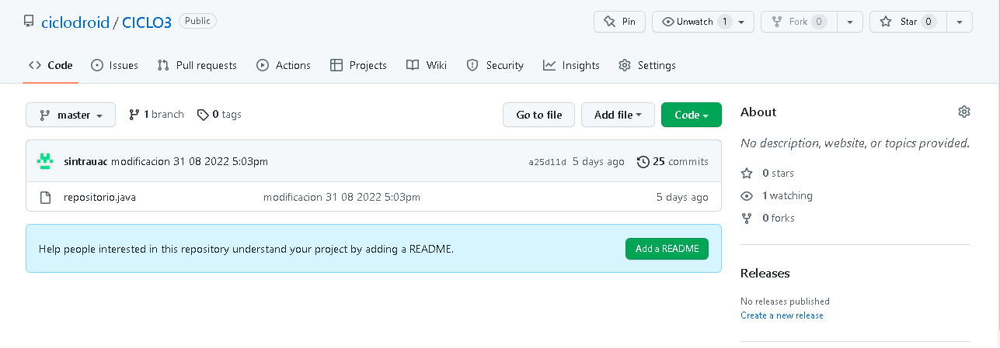 ciclodroid / CICLO3 Public Pin Unwatch 1 Fork 0 Star 0
Code Issues Pull requests Actions Projects Wiki Security Insights Settings
master 1 branch 0 tags Go to file Add file Code
sintrauac modificacion 31 08 2022 5:03pm a25d11d 5 days ago 25 commits
repositorio.java modificacion 31 08 2022 5:03pm 5 days ago
Help people interested in this repository understand your project by adding a README. Add a README
About
No description, website, or topics provided.
0 stars
1 watching
0 forks
Releases
No releases published
Create a new release